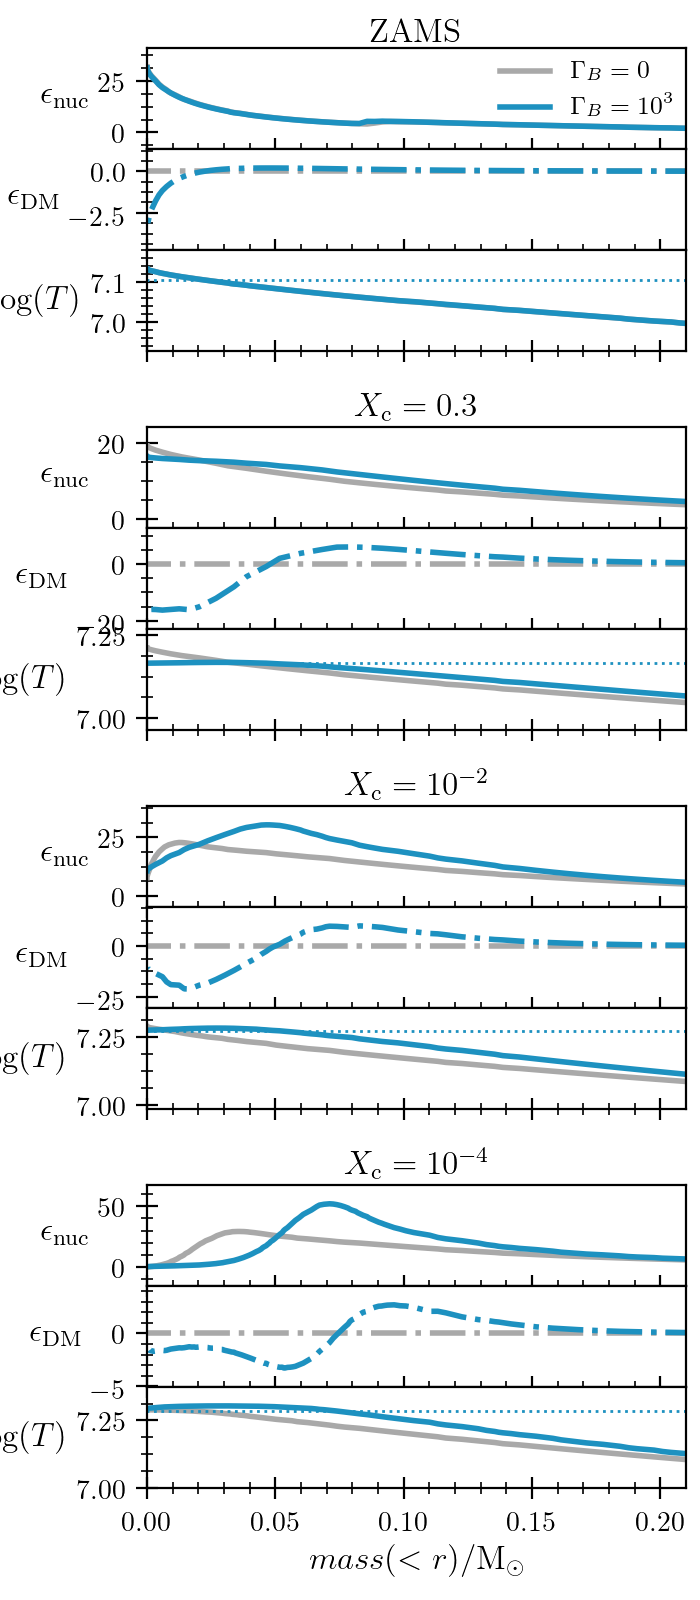 ZAMS
ϵ_nuc
25
0
Γ_B = 0
Γ_B = 10³
ϵ_DM
0.0
−2.5
og(T)
7.1
7.0
X_c = 0.3
ϵ_nuc
20
0
ϵ_DM
0
−20
7.25
og(T)
7.00
X_c = 10⁻²
ϵ_nuc
25
0
ϵ_DM
0
−25
og(T)
7.25
7.00
X_c = 10⁻⁴
ϵ_nuc
50
0
ϵ_DM
0
−5
og(T)
7.25
7.00
0.00 0.05 0.10 0.15 0.20
mass(< r)/M_⊙